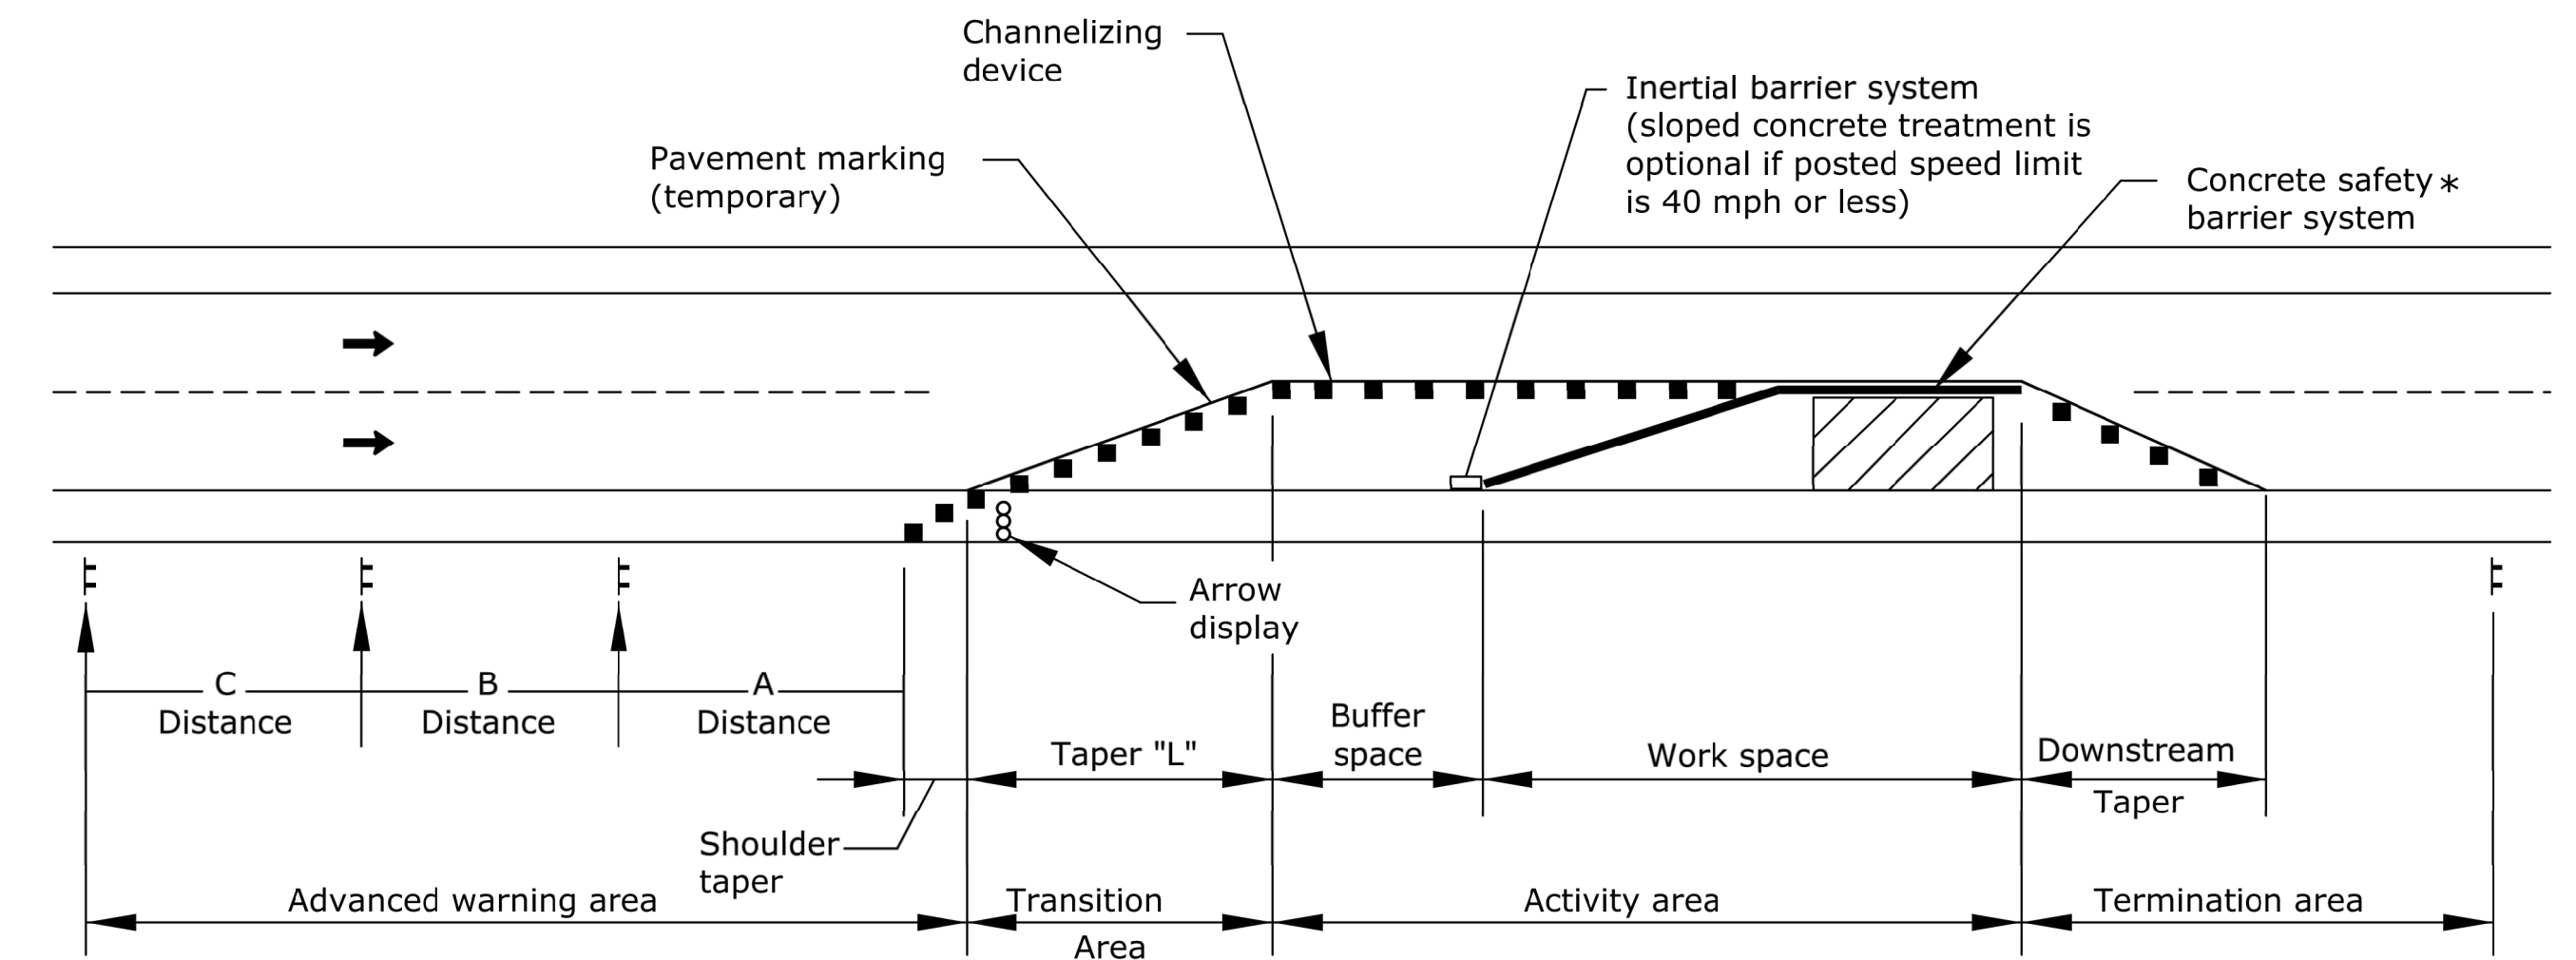 Channelizing
device
Inertial barrier system
(sloped concrete treatment is
optional if posted speed limit
is 40 mph or less)
Pavement marking
(temporary)
Concrete safety*
barrier system
Arrow
display
C
Distance
B
Distance
A
Distance
Shoulder
taper
Taper "L"
Buffer
space
Work space
Downstream
Taper
Advanced warning area
Transition
Area
Activity area
Termination area